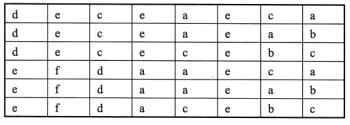 d e c e a e c a
d e c e a e a b
d e c e c e b c
e f d a a e c a
e f d a a e a b
e f d a c e b c